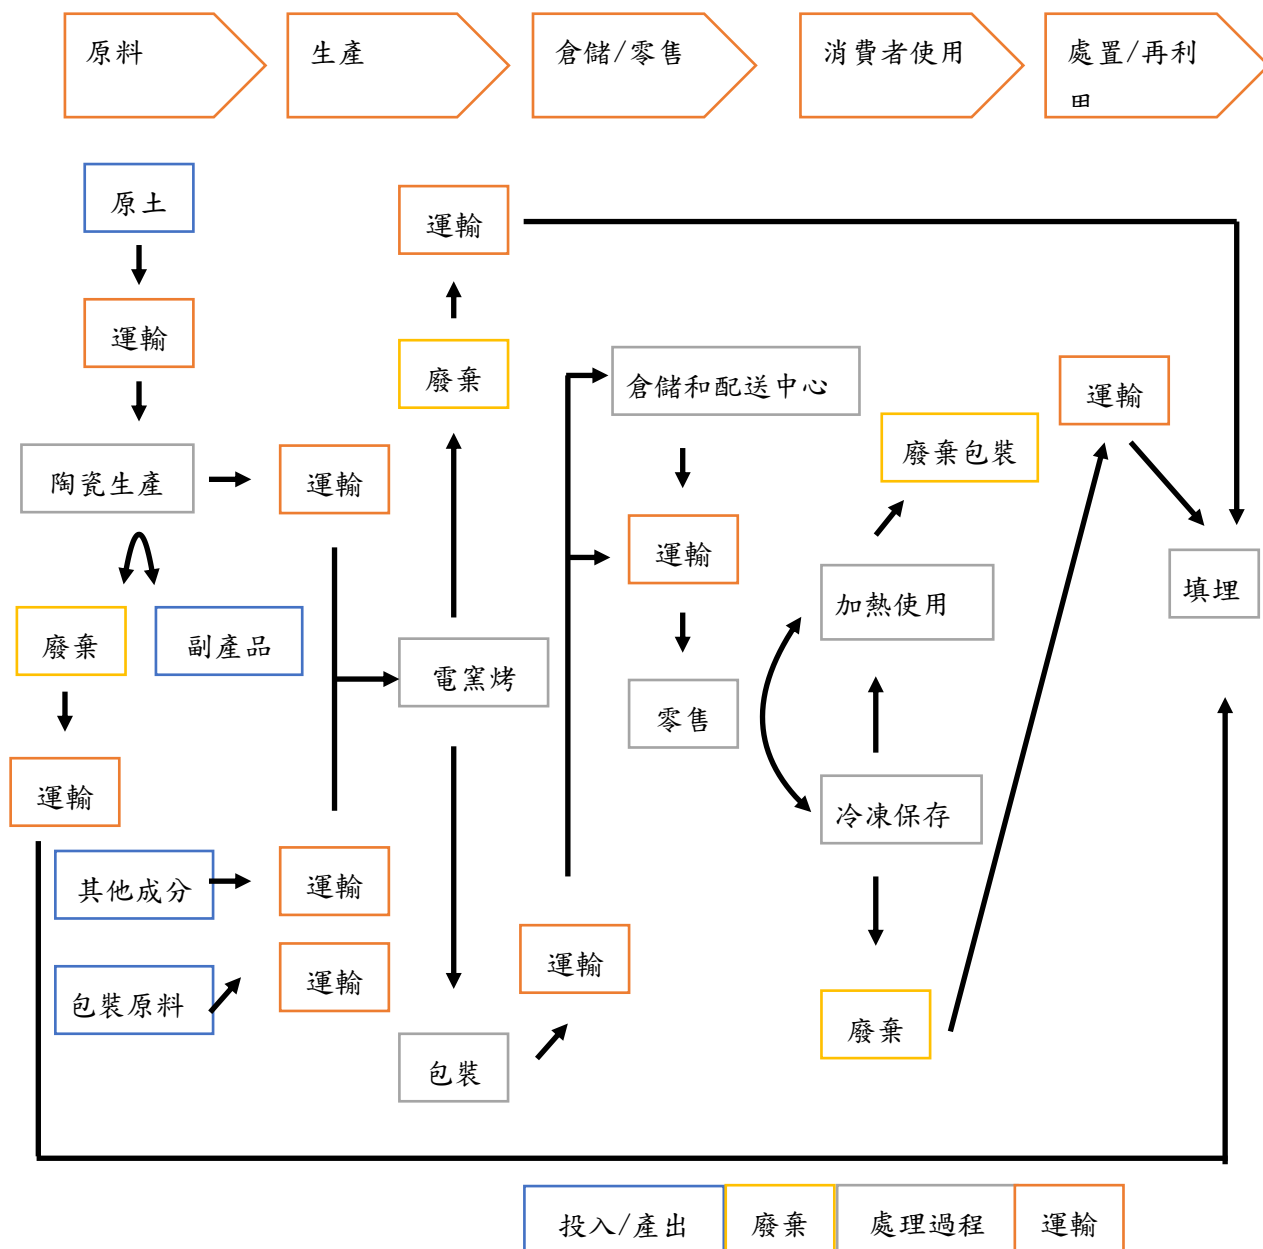 原料
生產
倉儲/零售
消費者使用
處置/再利
原土
運輸
運輸
廢棄
倉儲和配送中心
運輸
廢棄包裝
陶瓷生產
運輸
運輸
加熱使用
填埋
廢棄
副產品
電窯烤
零售
運輸
冷凍保存
其他成分
運輸
包裝原料
運輸
運輸
廢棄
包裝
投入/產出
廢棄
處理過程
運輸